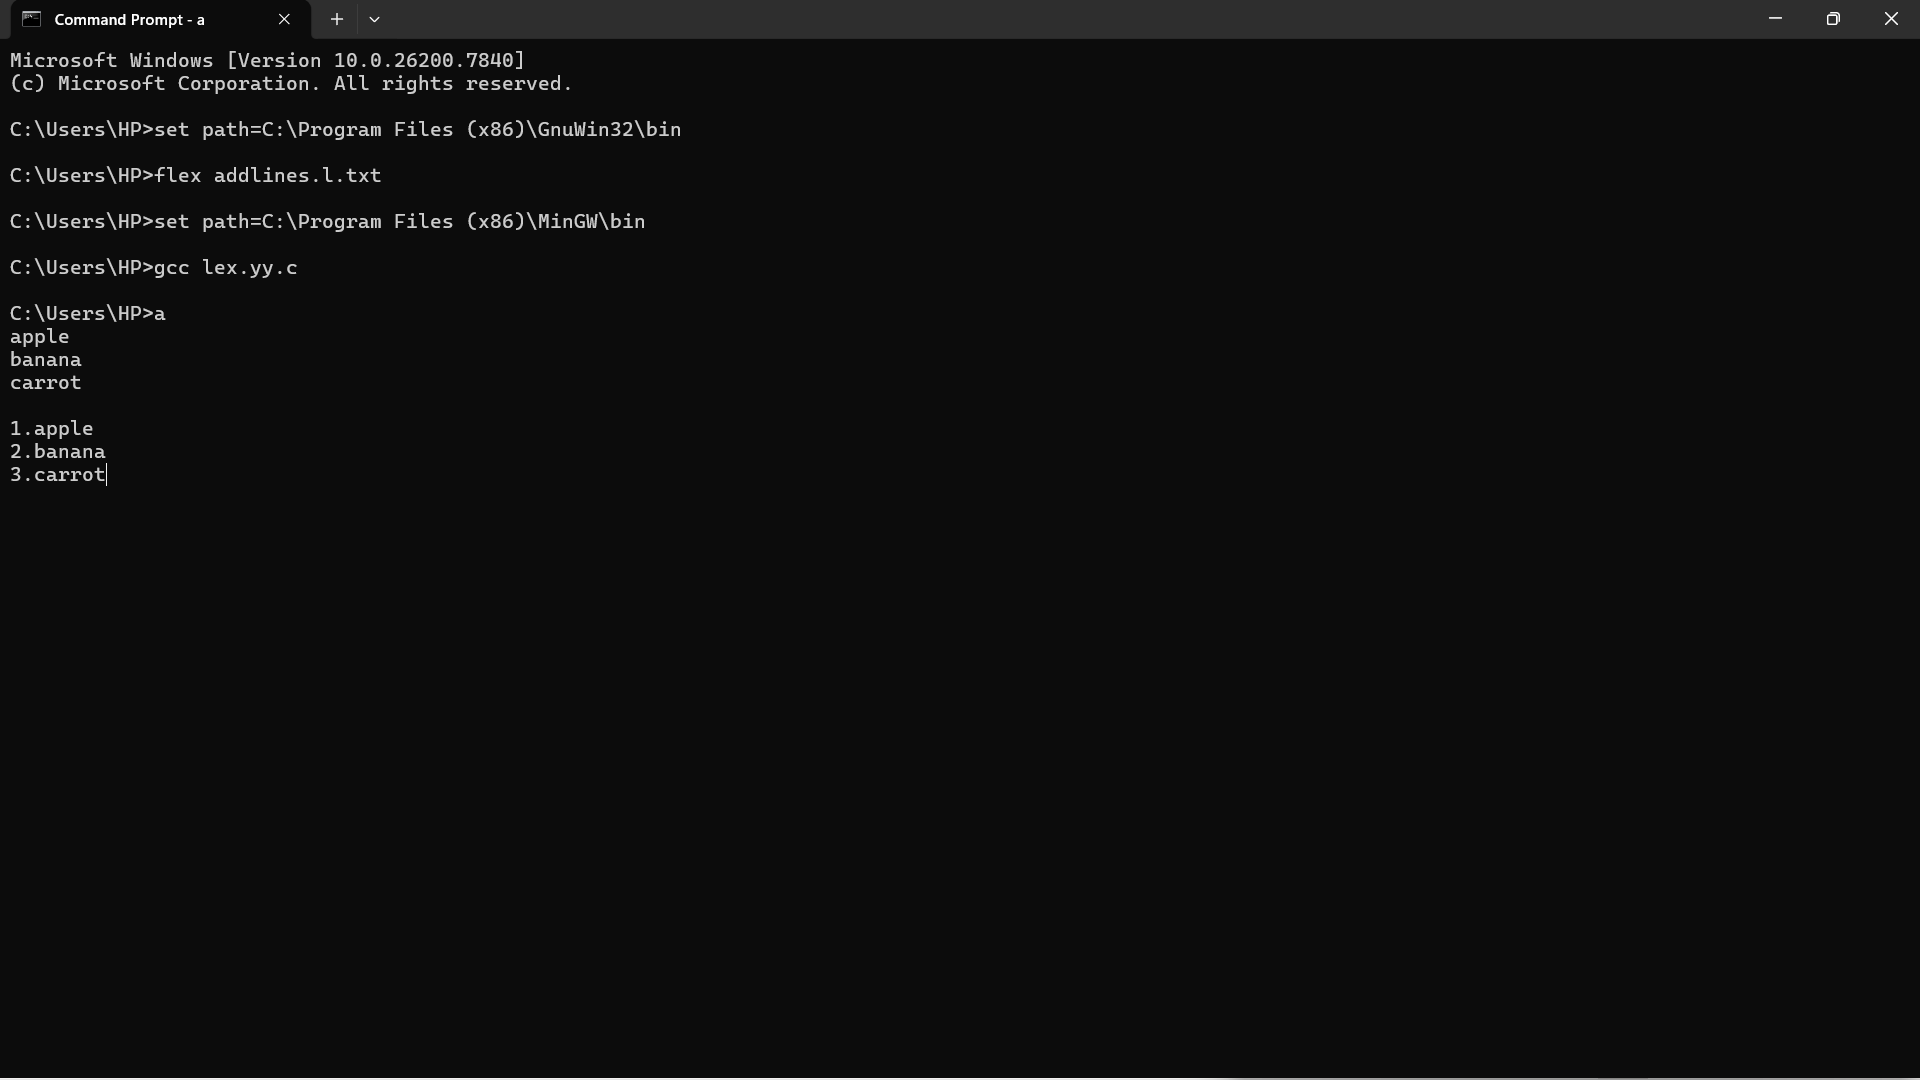 Command Prompt - a
Microsoft Windows [Version 10.0.26200.7840]
(c) Microsoft Corporation. All rights reserved.
C:\Users\HP>set path=C:\Program Files (x86)\GnuWin32\bin
C:\Users\HP>flex addlines.l.txt
C:\Users\HP>set path=C:\Program Files (x86)\MinGW\bin
C:\Users\HP>gcc lex.yy.c
C:\Users\HP>a
apple
banana
carrot
1.apple
2.banana
3.carrot